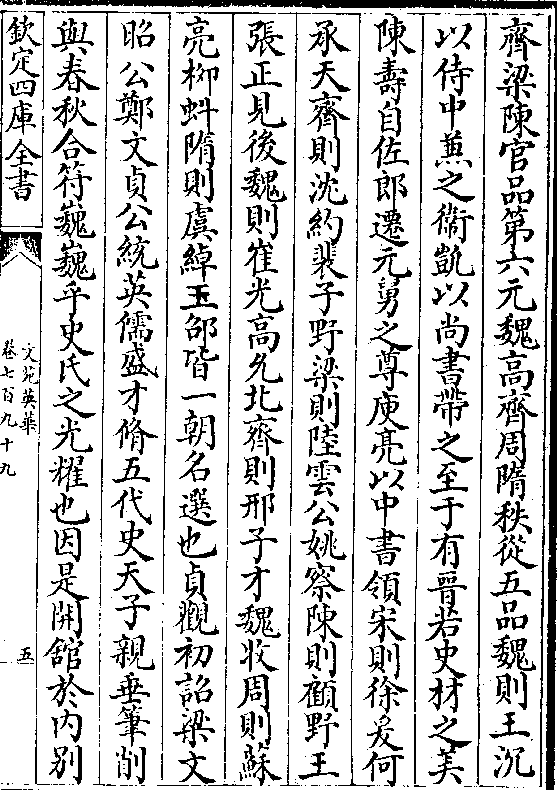 齊梁陳官品第六元魏高齊周隋秩從五品魏則王沉
以侍中兼之衛凱以尚書帶之至于有晉若史材之美
陳壽自佐郎遷元舅之尊庾亮以中書領宋則徐爰何
承天齊則沈約裴子野梁則陸雲公姚察陳則顧野王
張正見後魏則崔光高允北齊則邢子才魏收周則蘇
亮柳虯隋則虞綽王劭皆一朝名選也貞觀初詔梁文
昭公鄭文貞公統英儒盛才脩五代史天子親垂筆削
與春秋合符巍巍乎史氏之光耀也因是開舘於内别
欽定四庫全書
文苑英華
卷七百九十九
五